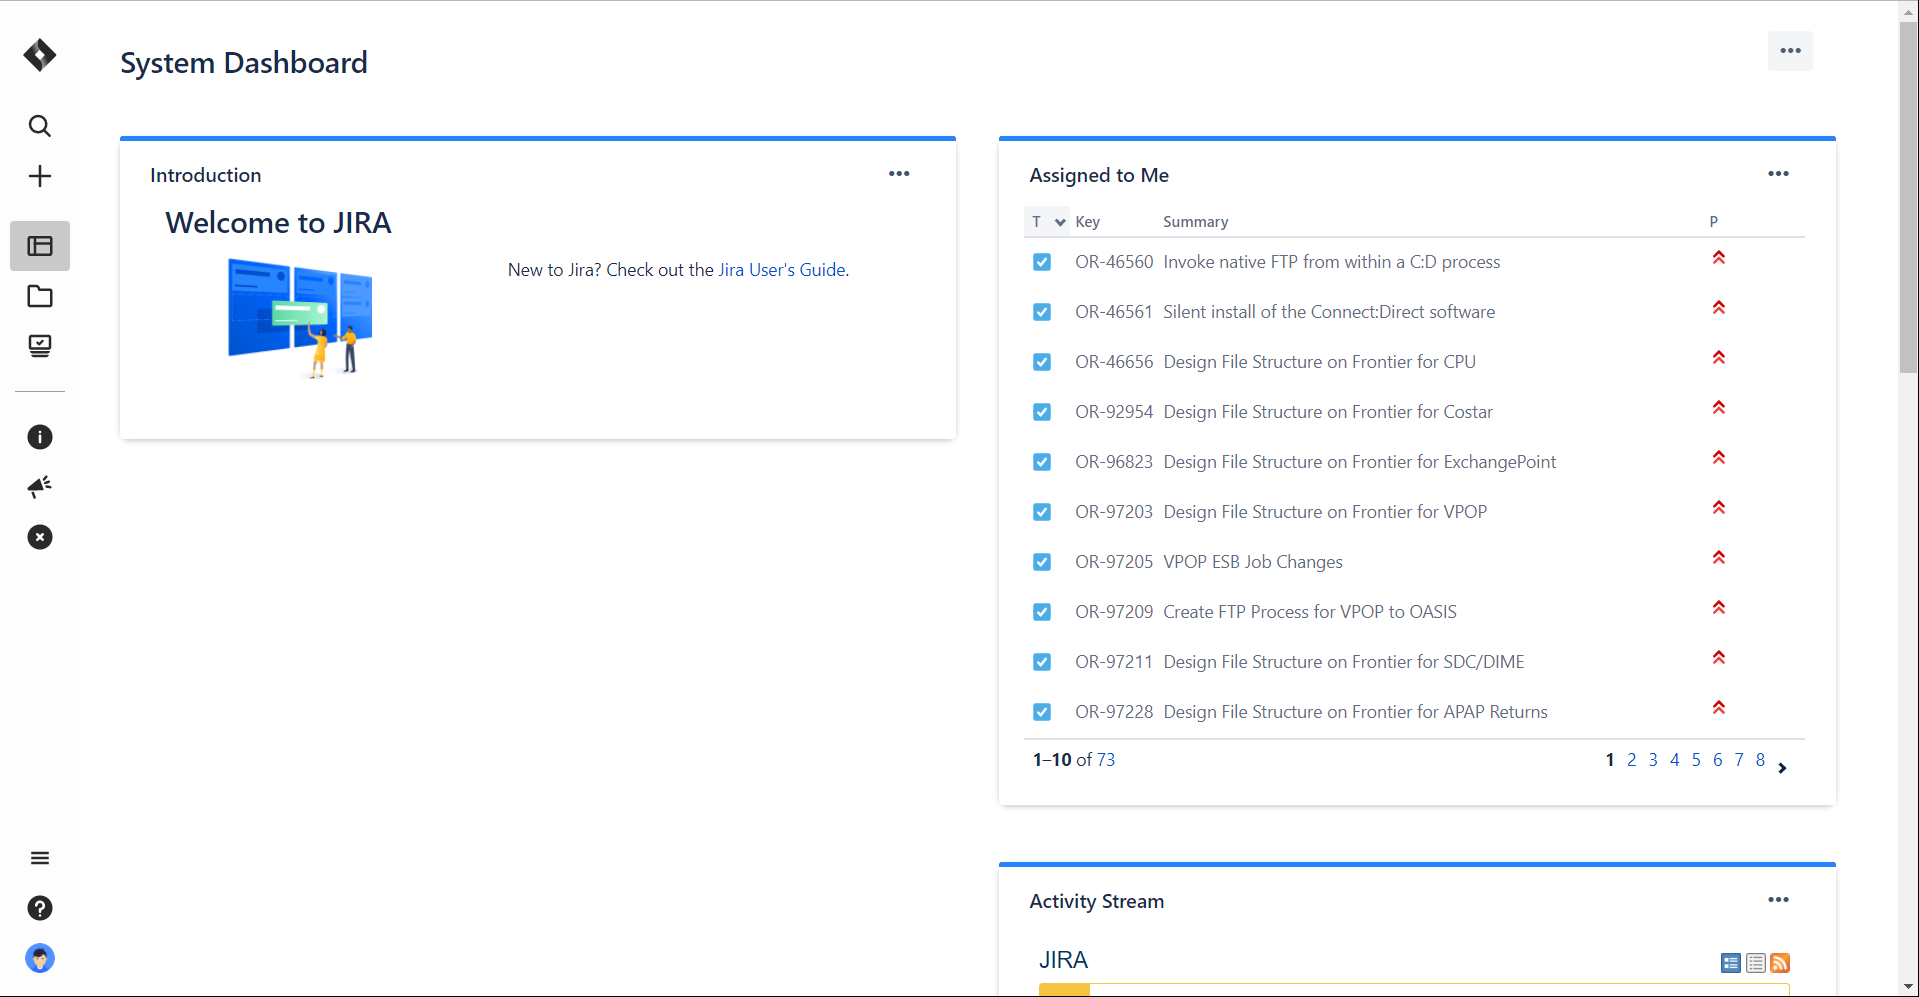 System Dashboard
Introduction
Welcome to JIRA
New to Jira? Check out the Jira User's Guide.
Assigned to Me
T Key Summary P
OR-46560 Invoke native FTP from within a C:D process
OR-46561 Silent install of the Connect:Direct software
OR-46656 Design File Structure on Frontier for CPU
OR-92954 Design File Structure on Frontier for Costar
OR-96823 Design File Structure on Frontier for ExchangePoint
OR-97203 Design File Structure on Frontier for VPOP
OR-97205 VPOP ESB Job Changes
OR-97209 Create FTP Process for VPOP to OASIS
OR-97211 Design File Structure on Frontier for SDC/DIME
OR-97228 Design File Structure on Frontier for APAP Returns
1–10 of 73 1 2 3 4 5 6 7 8
Activity Stream
JIRA